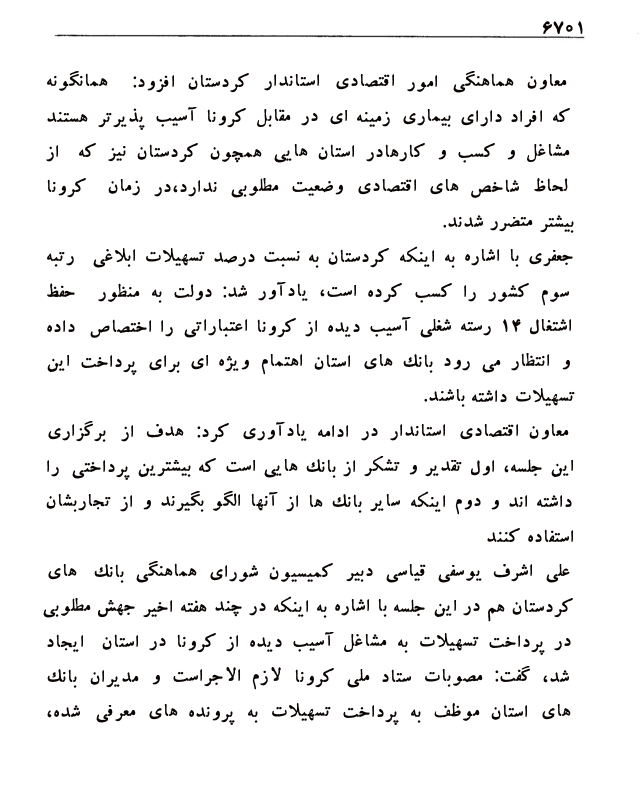 ۶۷۰۱
معاون هماهنگی امور اقتصادی استاندار کردستان افزود: همانگونه
که افراد دارای بیماری زمینه ای در مقابل کرونا آسیب پذیرتر هستند
مشاغل و کسب و کارهادر استان هایی همچون کردستان نیز که از
لحاظ شاخص های اقتصادی وضعیت مطلوبی ندارد،در زمان کرونا
بیشتر متضرر شدند.
جعفری با اشاره به اینکه کردستان به نسبت درصد تسهیلات ابلاغی رتبه
سوم کشور را کسب کرده است، یادآور شد: دولت به منظور حفظ
اشتغال ۱۴ رسته شغلی آسیب دیده از کرونا اعتباراتی را اختصاص داده
و انتظار می رود بانک های استان اهتمام ویژه ای برای پرداخت این
تسهیلات داشته باشند.
معاون اقتصادی استاندار در ادامه یادآوری کرد: هدف از برگزاری
این جلسه، اول تقدیر و تشکر از بانک هایی است که بیشترین پرداختی را
داشته اند و دوم اینکه سایر بانک ها از آنها الگو بگیرند و از تجاربشان
استفاده کنند
علی اشرف یوسفی قیاسی دبیر کمیسیون شورای هماهنگی بانک های
کردستان هم در این جلسه با اشاره به اینکه در چند هفته اخیر جهش مطلوبی
در پرداخت تسهیلات به مشاغل آسیب دیده از کرونا در استان ایجاد
شد، گفت: مصوبات ستاد ملی کرونا لازم الاجراست و مدیران بانک
های استان موظف به پرداخت تسهیلات به پرونده های معرفی شده،